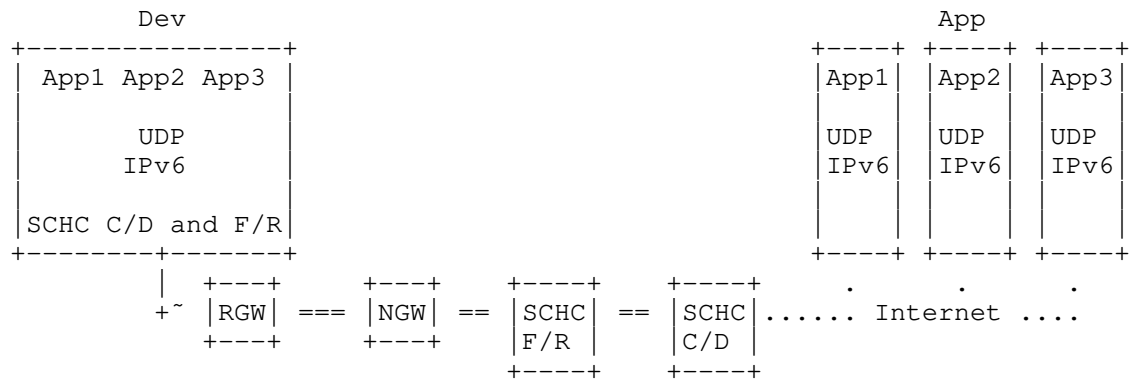 Dev App
+----------------+ +----+ +----+ +----+
| App1 App2 App3 | |App1| |App2| |App3|
| | | | | | | |
| UDP | |UDP | |UDP | |UDP |
| IPv6 | |IPv6| |IPv6| |IPv6|
| | | | | | | |
|SCHC C/D and F/R| | | | | | |
+--------+-------+ +----+ +----+ +----+
| +---+ +---+ +----+ +----+ . . .
+~ |RGW| === |NGW| == |SCHC| == |SCHC|...... Internet ....
+---+ +---+ |F/R | |C/D |
+----+ +----+